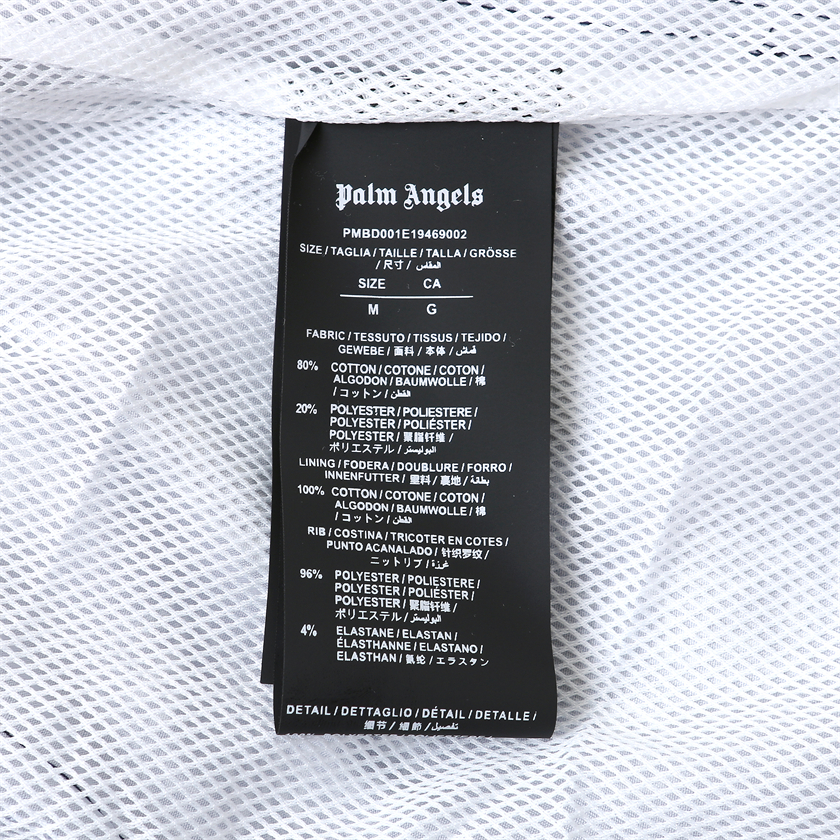 Palm Angels
PMBD001E19469002
SIZE / TAGLIA / TAILLE / TALLA / GRÖSSE
/ 尺寸 / المقاس
SIZE CA
M G
FABRIC / TESSUTO / TISSUS / TEJIDO /
GEWEBE / 面料 / 本体 / قماش
80% COTTON / COTONE / COTON /
ALGODON / BAUMWOLLE / 棉
/ コットン / القطن
20% POLYESTER / POLIESTERE /
POLYESTER / POLIÉSTER /
POLYESTER / 聚酯纤维 /
ポリエステル / البوليستر
LINING / FODERA / DOUBLURE / FORRO /
INNENFUTTER / 里料 / 裏地 / بطانة
100% COTTON / COTONE / COTON /
ALGODON / BAUMWOLLE / 棉
/ コットン / القطن
RIB / COSTINA / TRICOTER EN COTES /
PUNTO ACANALADO / 针织罗纹 /
ニットリブ / غرزة
96% POLYESTER / POLIESTERE /
POLYESTER / POLIÉSTER /
POLYESTER / 聚酯纤维 /
ポリエステル / البوليستر
4% ELASTANE / ELASTAN /
ÉLASTHANNE / ELASTANO /
ELASTHAN / 氨纶 / エラスタン
DETAIL / DETTAGLIO / DÉTAIL / DETALLE /
细节 / 細節 / تفصيل